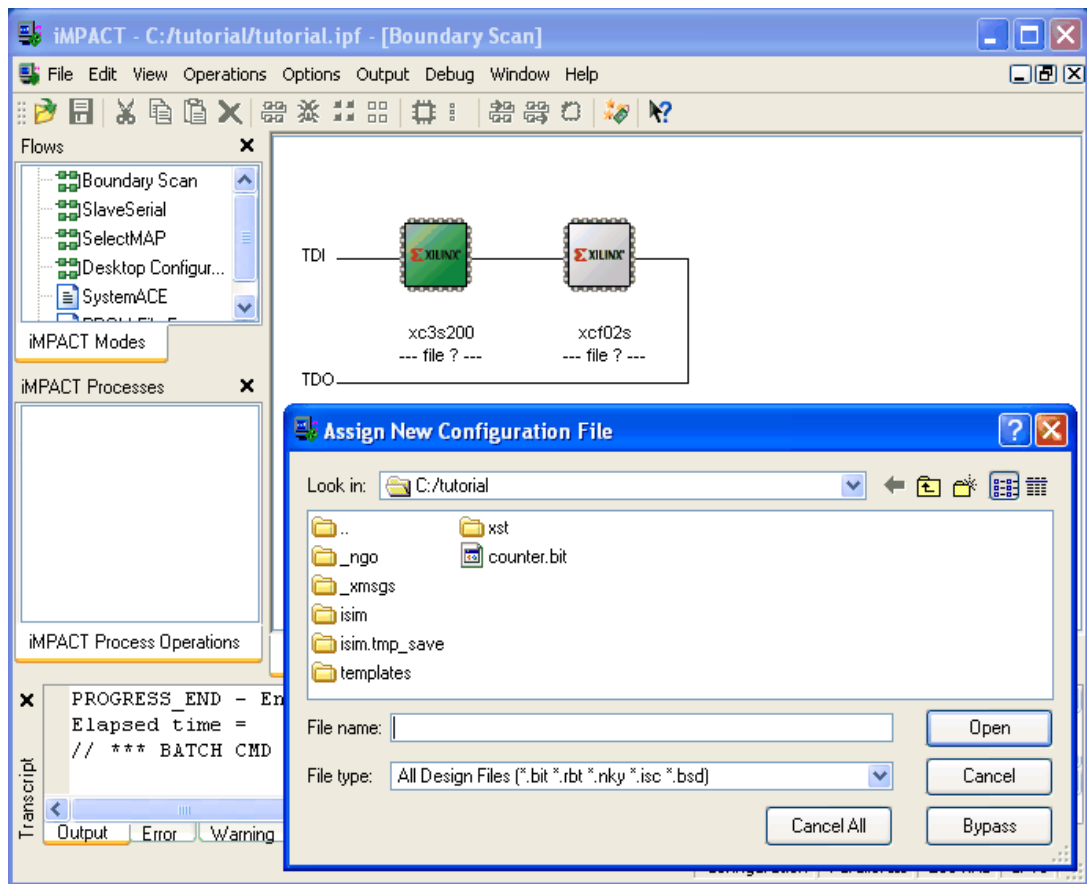 iMPACT - C:/tutorial/tutorial.ipf - [Boundary Scan]
File Edit View Operations Options Output Debug Window Help
Flows
Boundary Scan
SlaveSerial
SelectMAP
Desktop Configur...
SystemACE
iMPACT Modes
iMPACT Processes
iMPACT Process Operations
TDI
XILINX
XILINX
xc3s200
xcf02s
--- file ? ---
--- file ? ---
TDO
Assign New Configuration File
Look in: C:/tutorial
..
_ngo
_xmsgs
isim
isim.tmp_save
templates
xst
counter.bit
File name:
Open
File type: All Design Files (*.bit *.rbt *.nky *.isc *.bsd)
Cancel
Cancel All
Bypass
PROGRESS_END - En
Elapsed time =
// *** BATCH CMD
Transcript
Output Error Warning